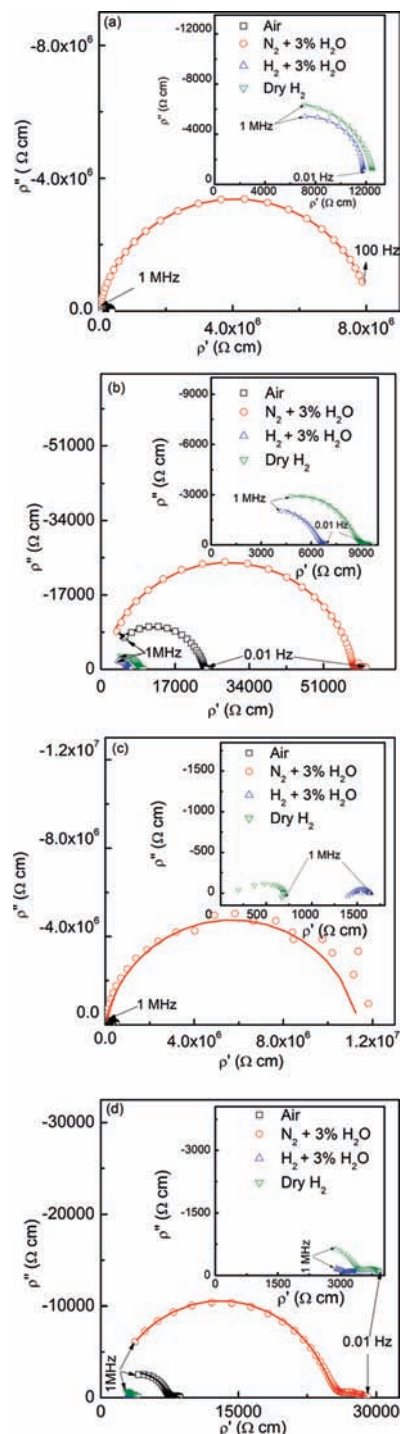 (a)
□ Air
○ N₂ + 3% H₂O
△ H₂ + 3% H₂O
▽ Dry H₂
-12000
-8000
-4000
0
ρ'' (Ω cm)
1 MHz
0.01 Hz
0 4000 8000 12000
ρ' (Ω cm)
-8.0x10⁶
-4.0x10⁶
0.0
ρ'' (Ω cm)
100 Hz
1 MHz
0.0 4.0x10⁶ 8.0x10⁶
ρ' (Ω cm)
(b)
□ Air
○ N₂ + 3% H₂O
△ H₂ + 3% H₂O
▽ Dry H₂
-9000
-6000
-3000
0
ρ'' (Ω cm)
1 MHz
0.01 Hz
0 3000 6000 9000
ρ' (Ω cm)
-51000
-34000
-17000
0
ρ'' (Ω cm)
1MHz
0.01 Hz
17000 34000 51000
ρ' (Ω cm)
(c)
□ Air
○ N₂ + 3% H₂O
△ H₂ + 3% H₂O
▽ Dry H₂
-1500
-1000
-500
0
ρ'' (Ω cm)
1 MHz
0 500 1000 1500
ρ' (Ω cm)
-1.2x10⁷
-8.0x10⁶
-4.0x10⁶
0.0
ρ'' (Ω cm)
1 MHz
0.0 4.0x10⁶ 8.0x10⁶ 1.2x10⁷
ρ' (Ω cm)
(d)
□ Air
○ N₂ + 3% H₂O
△ H₂ + 3% H₂O
▽ Dry H₂
-3000
-1500
0
ρ'' (Ω cm)
1 MHz
0 1500 3000 4000
ρ' (Ω cm)
-30000
-20000
-10000
0
ρ'' (Ω cm)
1MHz
0.01 Hz
0 15000 30000
ρ' (Ω cm)